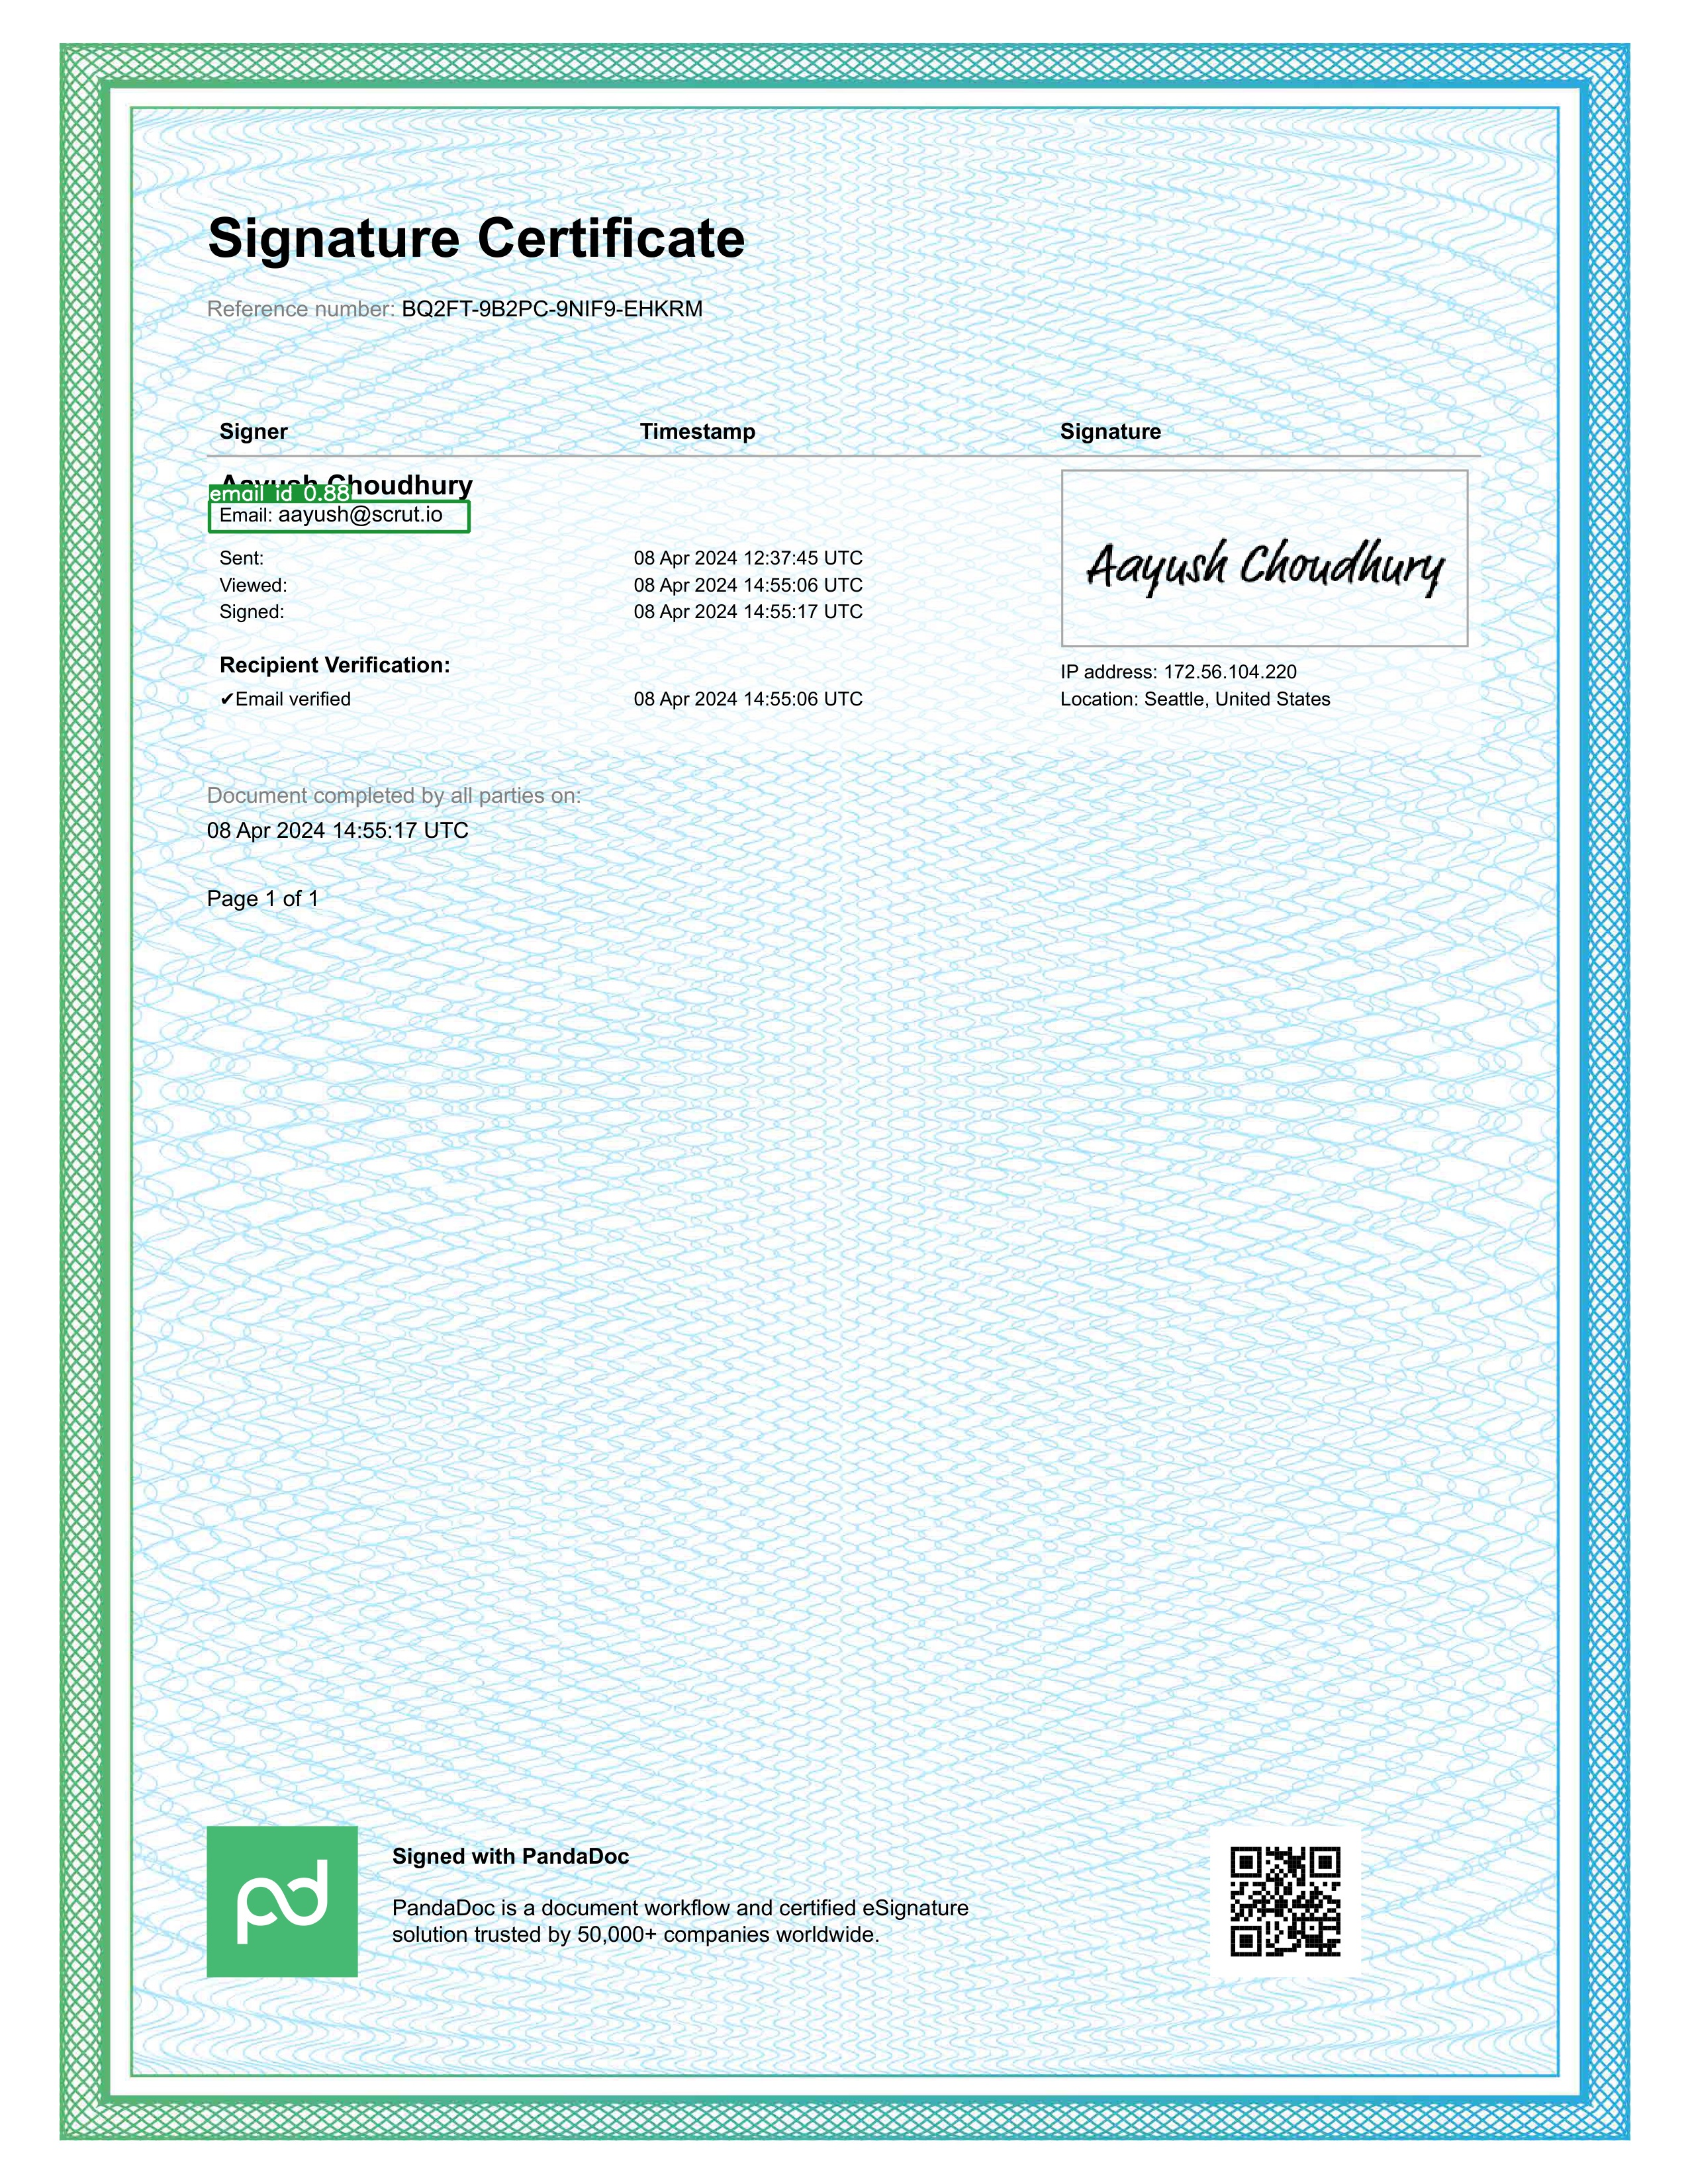 Signature Certificate
Reference number: BQ2FT-9B2PC-9NIF9-EHKRM
Signer Timestamp Signature
Aayush Choudhury
email_id 0.88
Email: aayush@scrut.io
Sent: 08 Apr 2024 12:37:45 UTC
Viewed: 08 Apr 2024 14:55:06 UTC
Signed: 08 Apr 2024 14:55:17 UTC
Aayush Choudhury
Recipient Verification:
✔Email verified 08 Apr 2024 14:55:06 UTC
IP address: 172.56.104.220
Location: Seattle, United States
Document completed by all parties on:
08 Apr 2024 14:55:17 UTC
Page 1 of 1
pd
Signed with PandaDoc
PandaDoc is a document workflow and certified eSignature
solution trusted by 50,000+ companies worldwide.